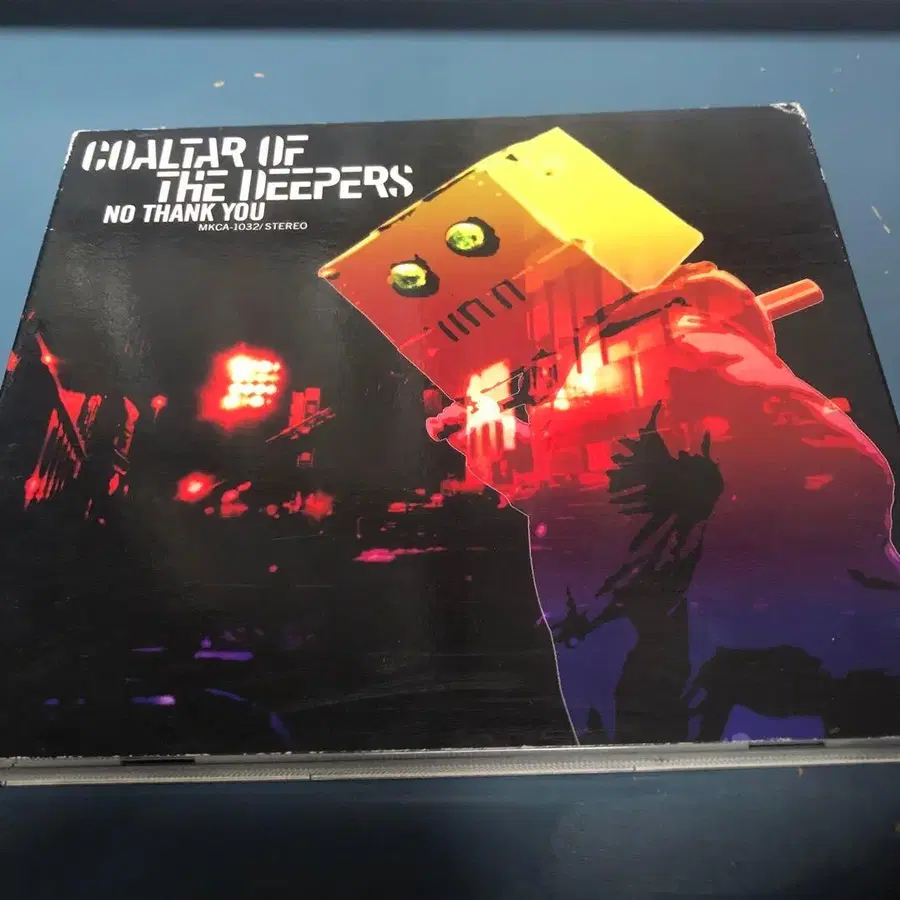 COALTAR OF
THE DEEPERS
NO THANK YOU
MKCA-1032/STEREO